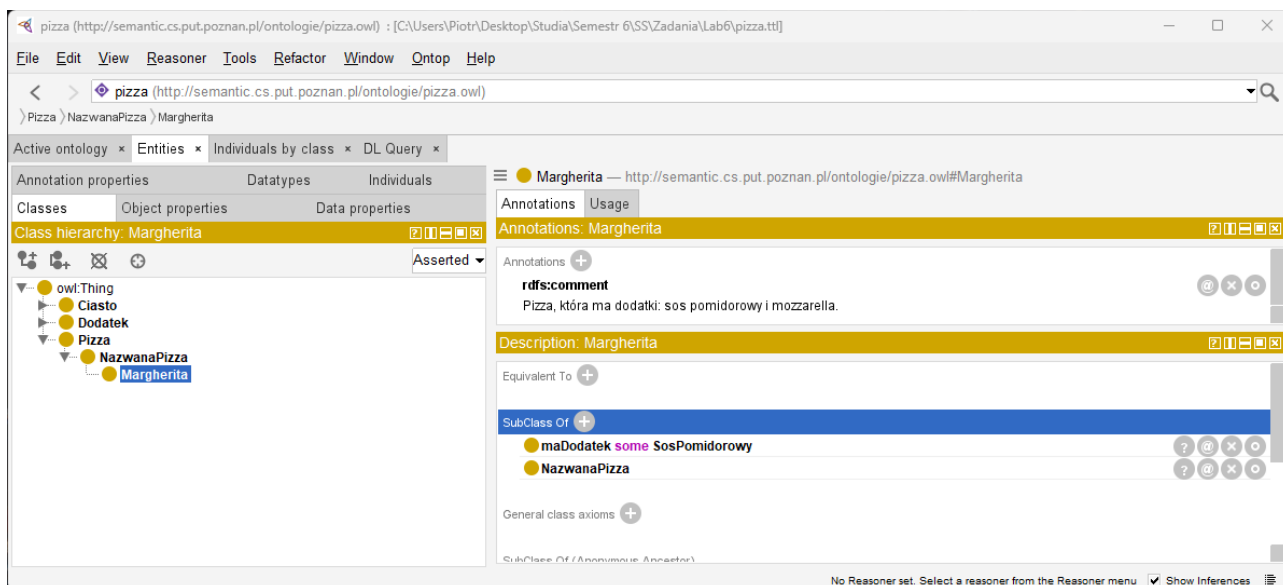 pizza (http://semantic.cs.put.poznan.pl/ontologie/pizza.owl) : [C:\Users\Piotr\Desktop\Studia\Semestr 6\SS\Zadania\Lab6\pizza.ttl]
File Edit View Reasoner Tools Refactor Window Ontop Help
pizza (http://semantic.cs.put.poznan.pl/ontologie/pizza.owl)
Pizza NazwanaPizza Margherita
Active ontology × Entities × Individuals by class × DL Query ×
Annotation properties Datatypes Individuals
Classes Object properties Data properties
Class hierarchy: Margherita
Asserted
owl:Thing
Ciasto
Dodatek
Pizza
NazwanaPizza
Margherita
Margherita — http://semantic.cs.put.poznan.pl/ontologie/pizza.owl#Margherita
Annotations Usage
Annotations: Margherita
Annotations
rdfs:comment
Pizza, która ma dodatki: sos pomidorowy i mozzarella.
Description: Margherita
Equivalent To
SubClass Of
maDodatek some SosPomidorowy
NazwanaPizza
General class axioms
SubClass Of (Anonymous Ancestor)
No Reasoner set. Select a reasoner from the Reasoner menu Show Inferences